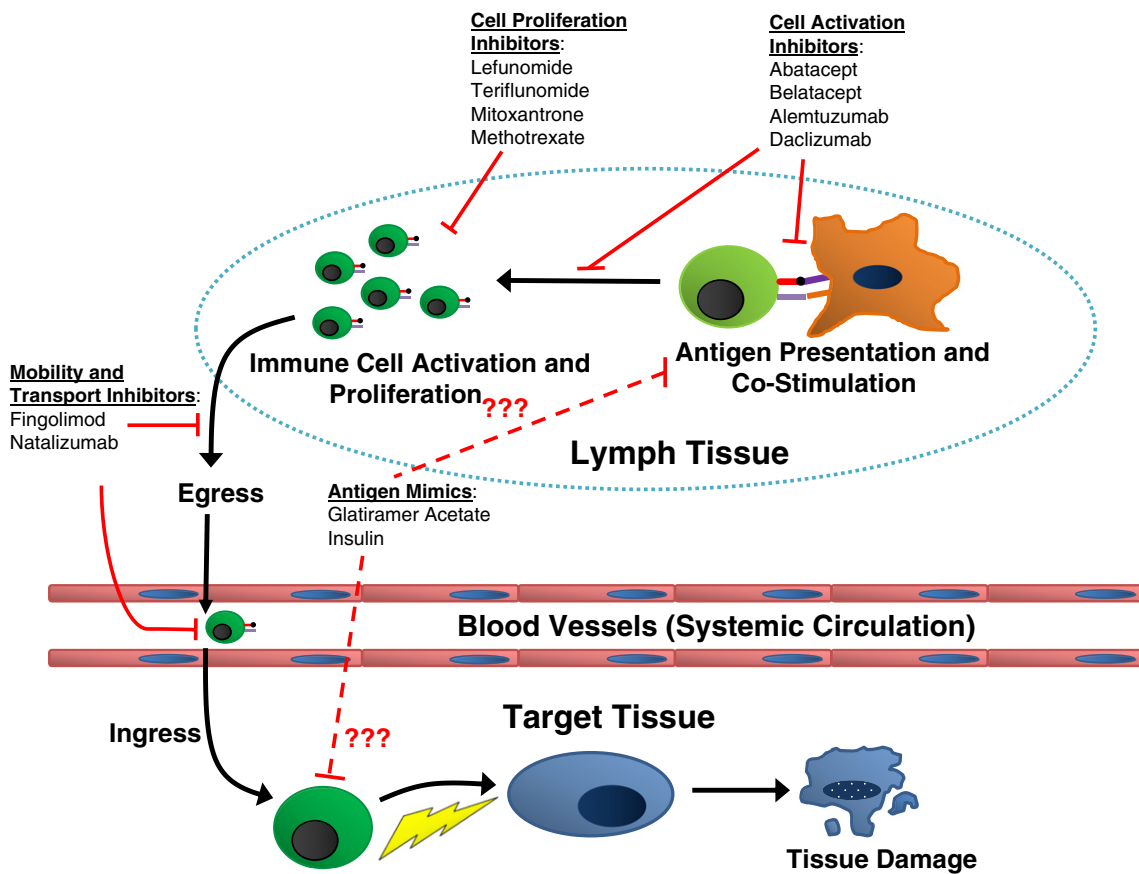 Cell Proliferation
Inhibitors:
Lefunomide
Teriflunomide
Mitoxantrone
Methotrexate
Cell Activation
Inhibitors:
Abatacept
Belatacept
Alemtuzumab
Daclizumab
Immune Cell Activation and
Proliferation
???
Antigen Presentation and
Co-Stimulation
Lymph Tissue
Mobility and
Transport Inhibitors:
Fingolimod
Natalizumab
Egress
Antigen Mimics:
Glatiramer Acetate
Insulin
Blood Vessels (Systemic Circulation)
Ingress
???
Target Tissue
Tissue Damage